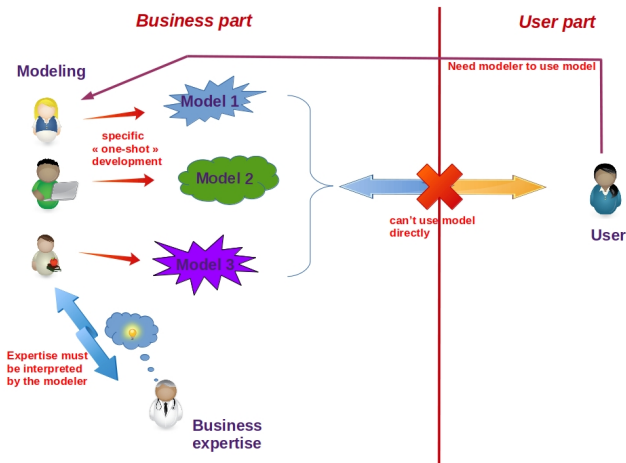 Business part
User part
Need modeler to use model
Modeling
Model 1
specific
« one-shot »
development
Model 2
can't use model
directly
User
Model 3
Expertise must
be interpreted
by the modeler
Business
expertise